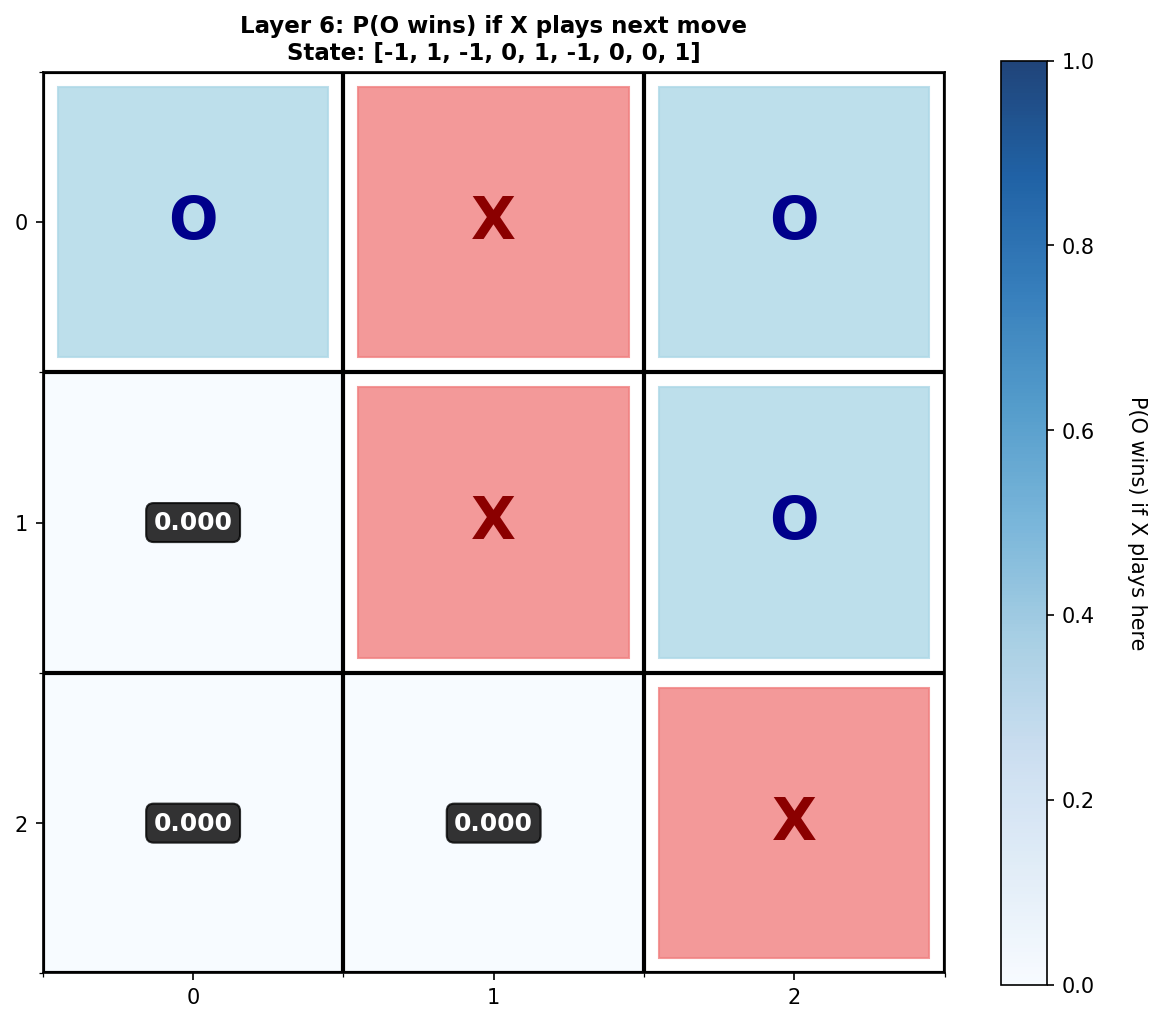 Layer 6: P(O wins) if X plays next move
State: [-1, 1, -1, 0, 1, -1, 0, 0, 1]
O X O
0
0.000 X O
1
0.000 0.000 X
2
0 1 2
1.0
0.8
0.6
0.4
0.2
0.0
P(O wins) if X plays here